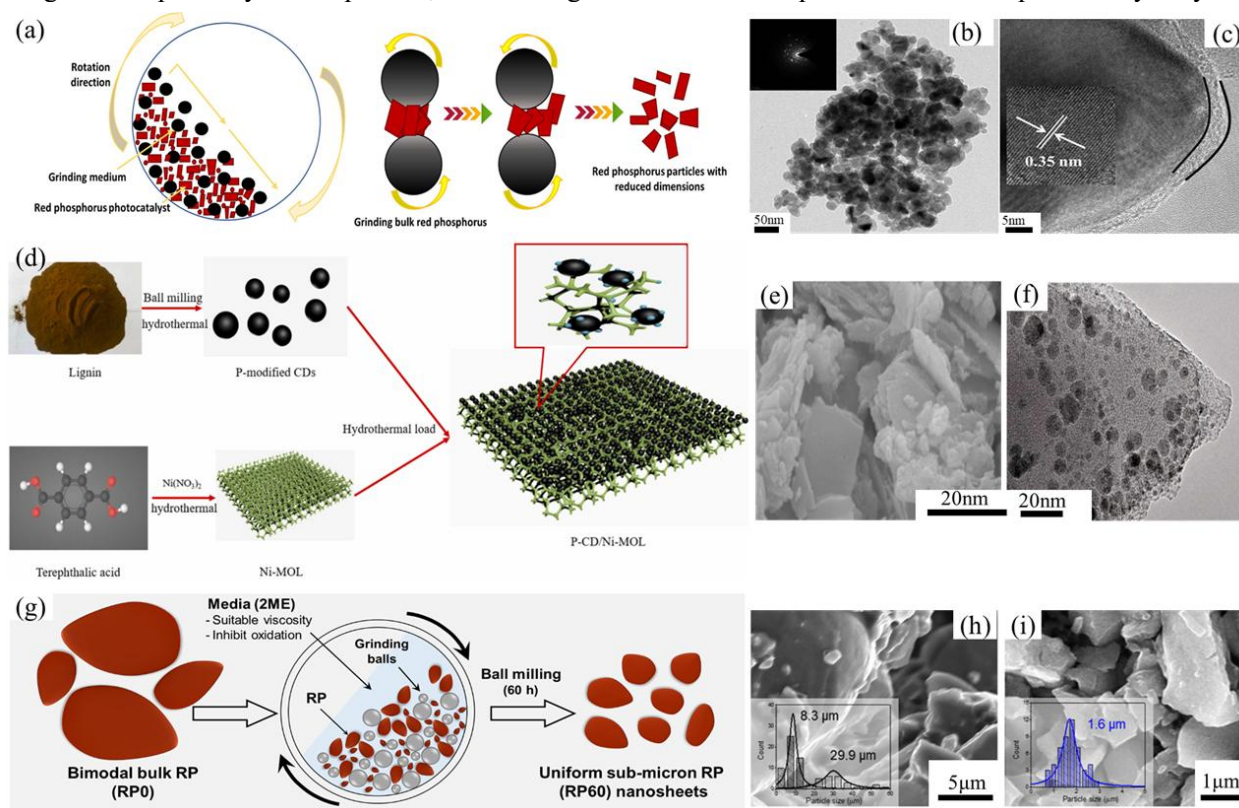 (a)
Rotation
direction
Grinding medium
Red phosphorus photocatalyst
Grinding bulk red phosphorus
Red phosphorus particles with
reduced dimensions
(b)
50nm
(c)
0.35 nm
5nm
(d)
Ball milling
hydrothermal
Lignin
P-modified CDs
Hydrothermal load
Ni(NO3)2
hydrothermal
Terephthalic acid
Ni-MOL
P-CD/Ni-MOL
(e)
20nm
(f)
20nm
(g)
Media (2ME)
- Suitable viscosity
- Inhibit oxidation
Grinding
balls
RP
Ball milling
(60 h)
Bimodal bulk RP
(RP0)
Uniform sub-micron RP
(RP60) nanosheets
(h)
8.3 μm
29.9 μm
Count
Particle size (μm)
5μm
(i)
1.6 μm
Count
Particle size (μm)
1μm